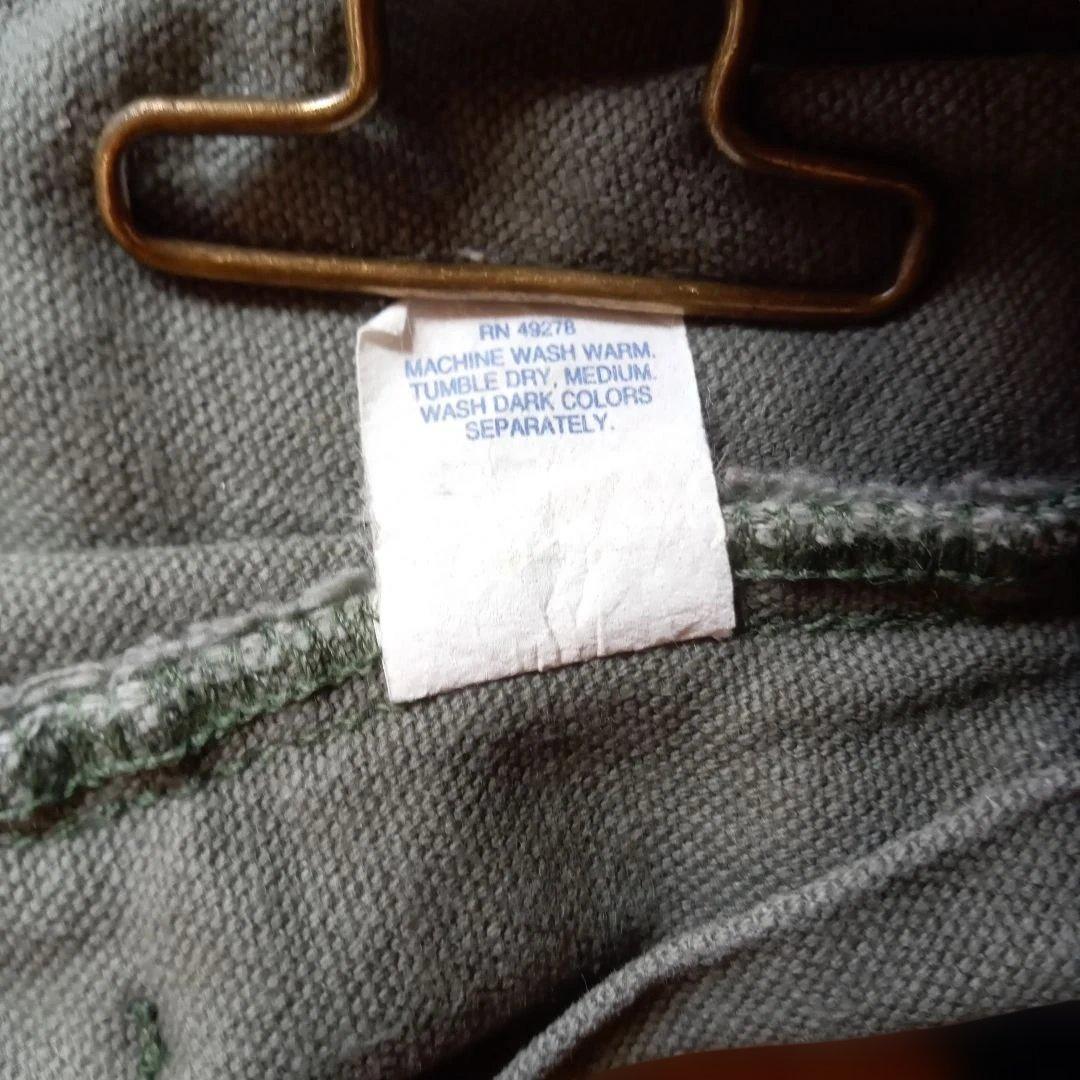 RN 49278
MACHINE WASH WARM.
TUMBLE DRY, MEDIUM.
WASH DARK COLORS
SEPARATELY.